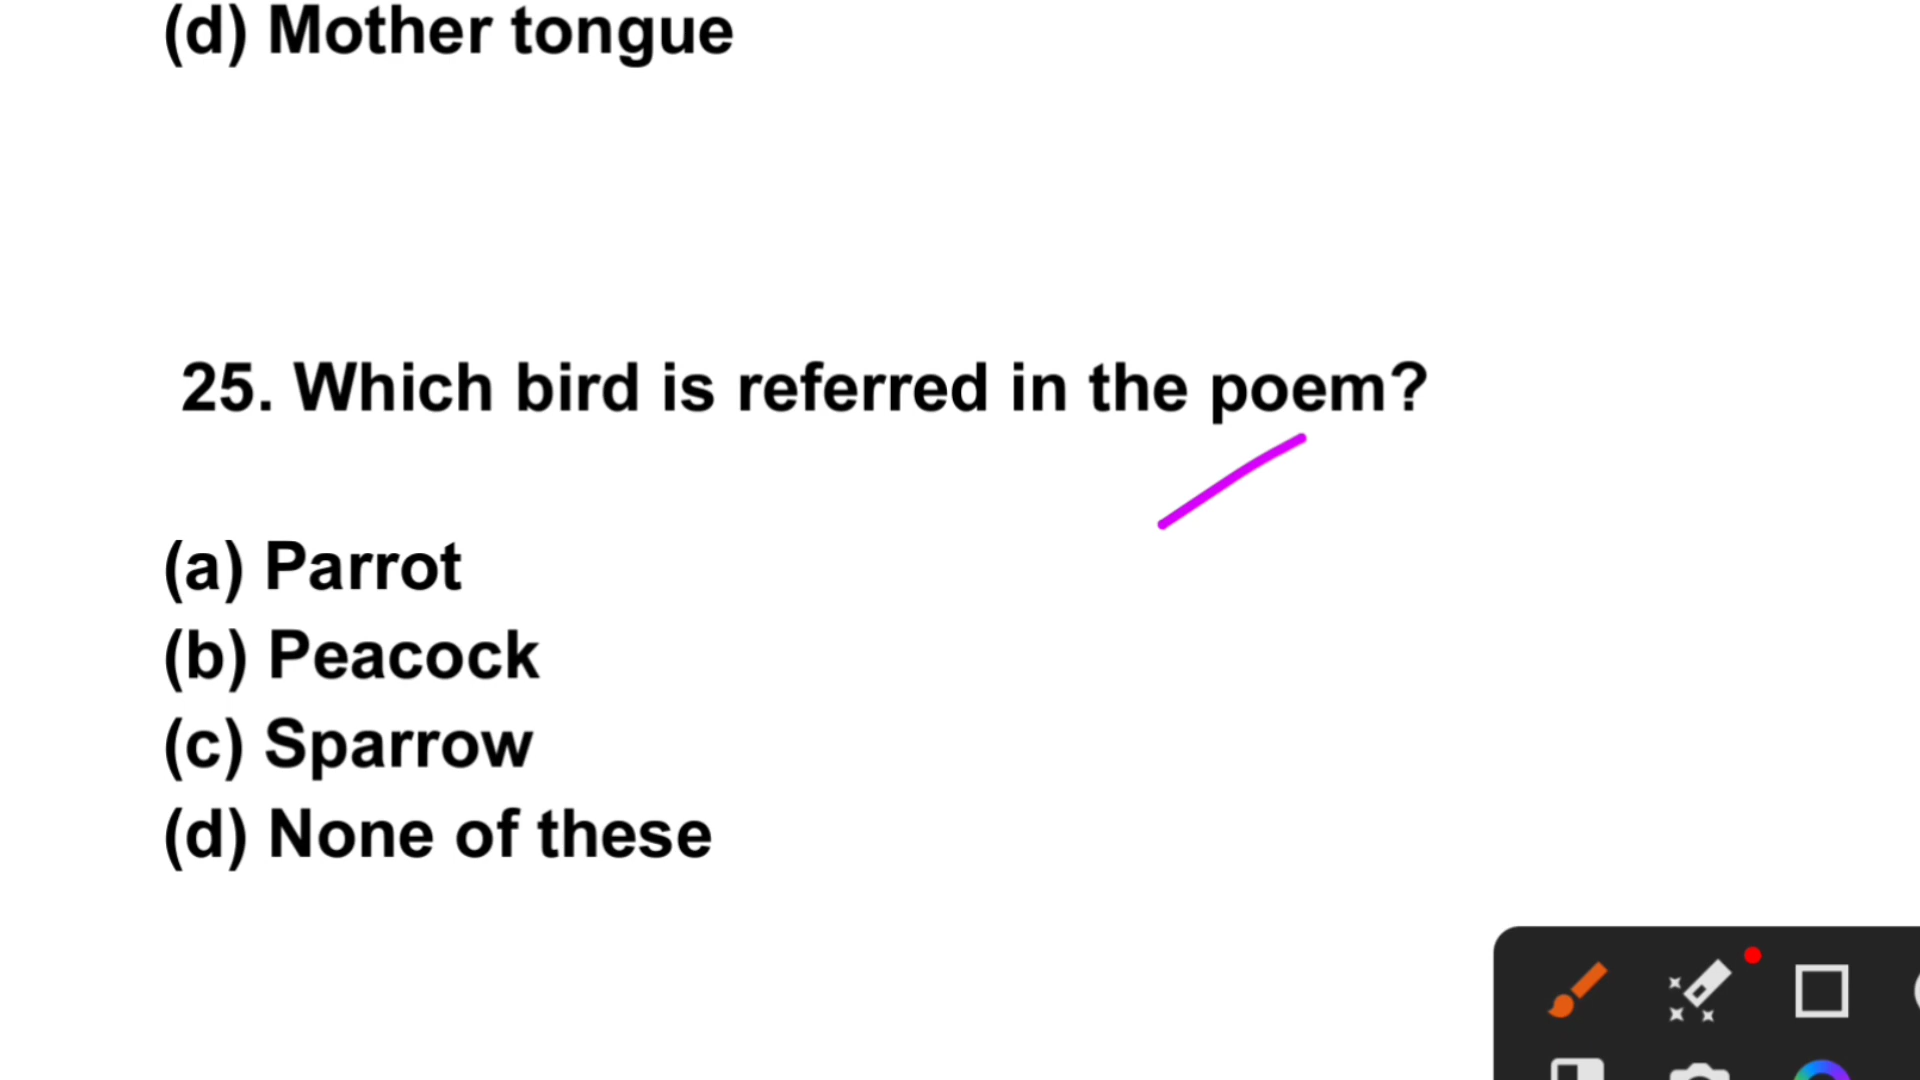 (d) Mother tongue
25. Which bird is referred in the poem?
(a) Parrot
(b) Peacock
(c) Sparrow
(d) None of these